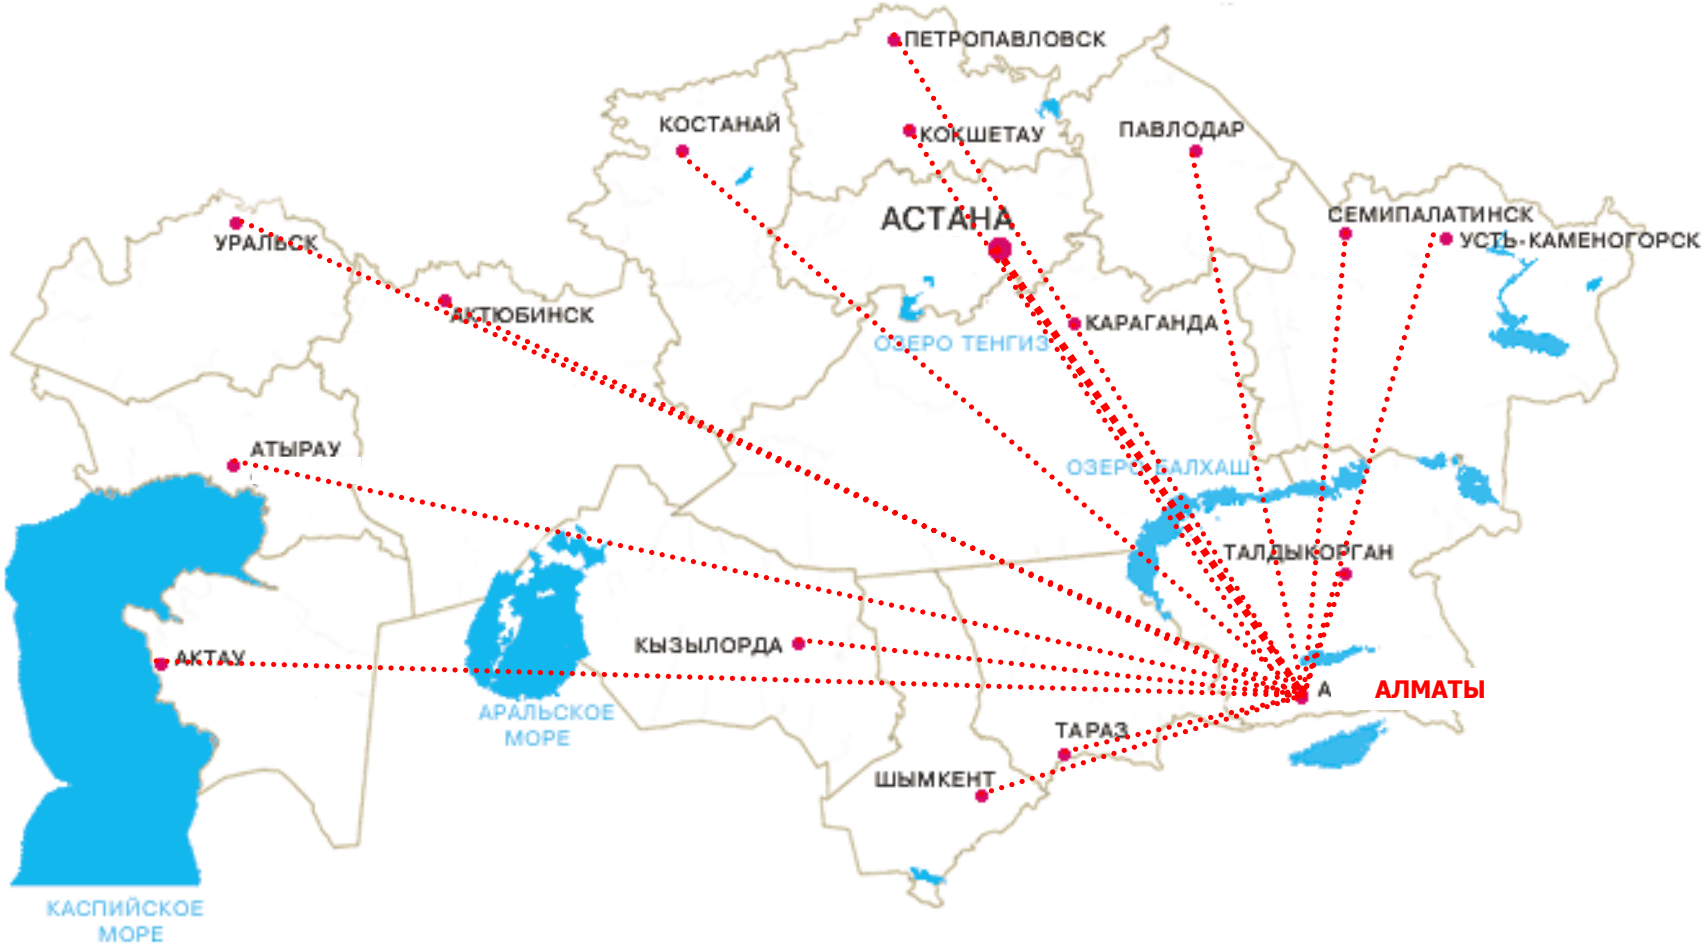 ПЕТРОПАВЛОВСК
КОСТАНАЙ
КОКШЕТАУ
ПАВЛОДАР
АСТАНА
СЕМИПАЛАТИНСК
УСТЬ-КАМЕНОГОРСК
УРАЛЬСК
АКТЮБИНСК
КАРАГАНДА
ОЗЕРО ТЕНГИЗ
АТЫРАУ
ОЗЕРО БАЛХАШ
ТАЛДЫКОРГАН
КЫЗЫЛОРДА
АКТАУ
А
АЛМАТЫ
АРАЛЬСКОЕ
МОРЕ
ТАРАЗ
ШЫМКЕНТ
КАСПИЙСКОЕ
МОРЕ